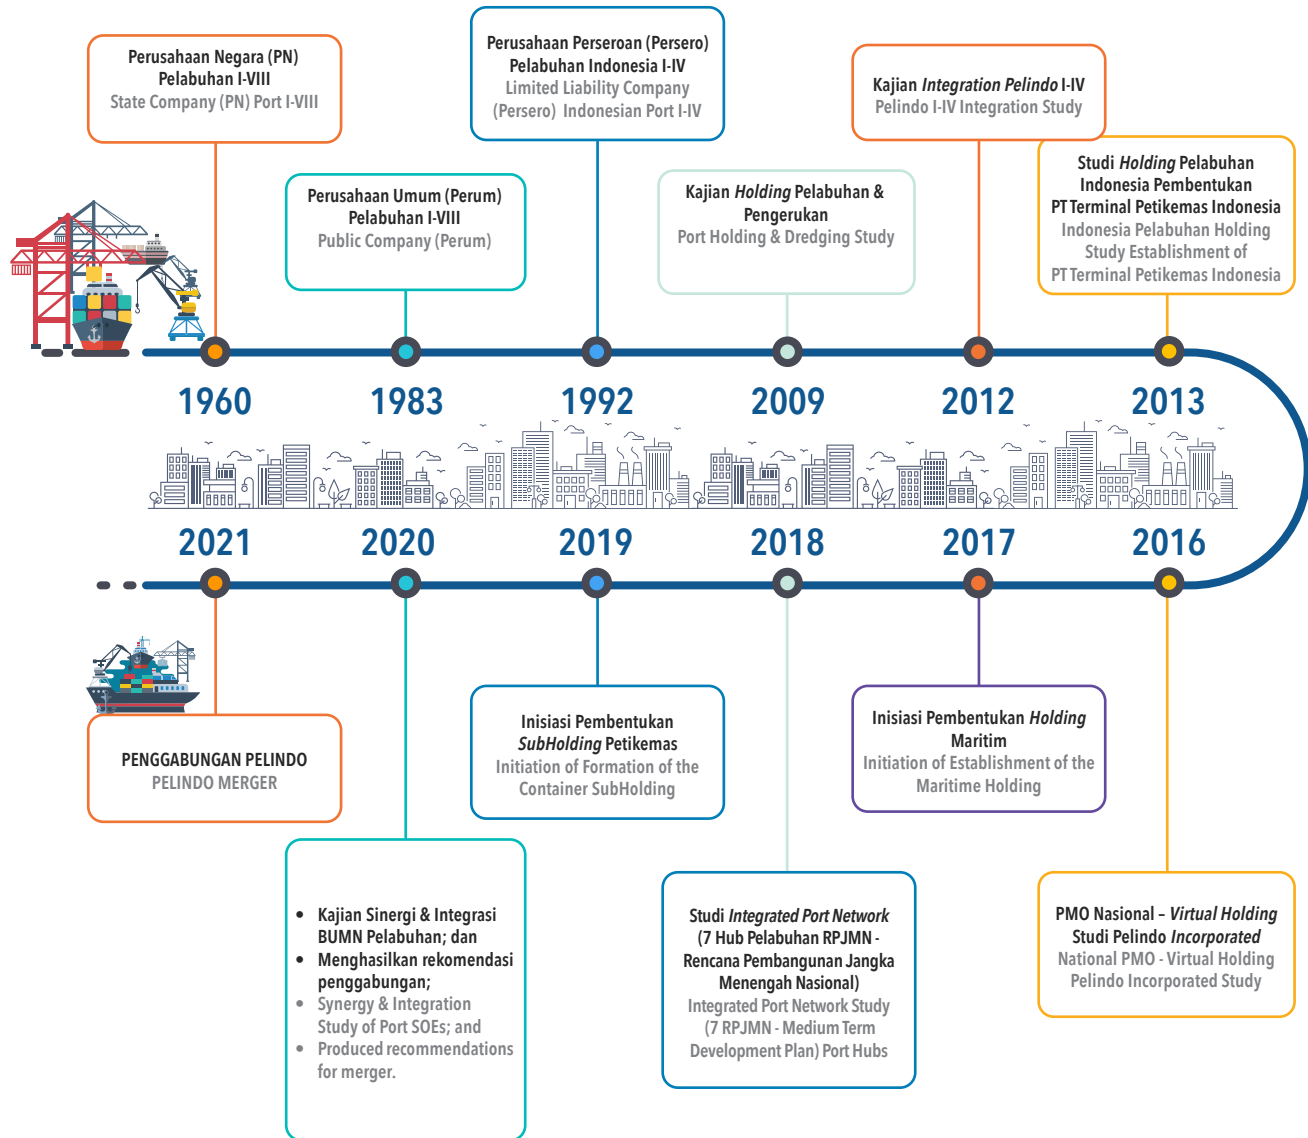 Perusahaan Negara (PN)
Pelabuhan I-VIII
State Company (PN) Port I-VIII
Perusahaan Umum (Perum)
Pelabuhan I-VIII
Public Company (Perum)
Perusahaan Perseroan (Persero)
Pelabuhan Indonesia I-IV
Limited Liability Company
(Persero) Indonesian Port I-IV
Kajian Holding Pelabuhan &
Pengerukan
Port Holding & Dredging Study
Kajian Integration Pelindo I-IV
Pelindo I-IV Integration Study
Studi Holding Pelabuhan
Indonesia Pembentukan
PT Terminal Petikemas Indonesia
Indonesia Pelabuhan Holding
Study Establishment of
PT Terminal Petikemas Indonesia
1960
1983
1992
2009
2012
2013
2021
2020
2019
2018
2017
2016
PENGGABUNGAN PELINDO
PELINDO MERGER
• Kajian Sinergi & Integrasi
BUMN Pelabuhan; dan
• Menghasilkan rekomendasi
penggabungan;
• Synergy & Integration
Study of Port SOEs; and
• Produced recommendations
for merger.
Inisiasi Pembentukan
SubHolding Petikemas
Initiation of Formation of the
Container SubHolding
Studi Integrated Port Network
(7 Hub Pelabuhan RPJMN -
Rencana Pembangunan Jangka
Menengah Nasional)
Integrated Port Network Study
(7 RPJMN - Medium Term
Development Plan) Port Hubs
Inisiasi Pembentukan Holding
Maritim
Initiation of Establishment of the
Maritime Holding
PMO Nasional – Virtual Holding
Studi Pelindo Incorporated
National PMO - Virtual Holding
Pelindo Incorporated Study